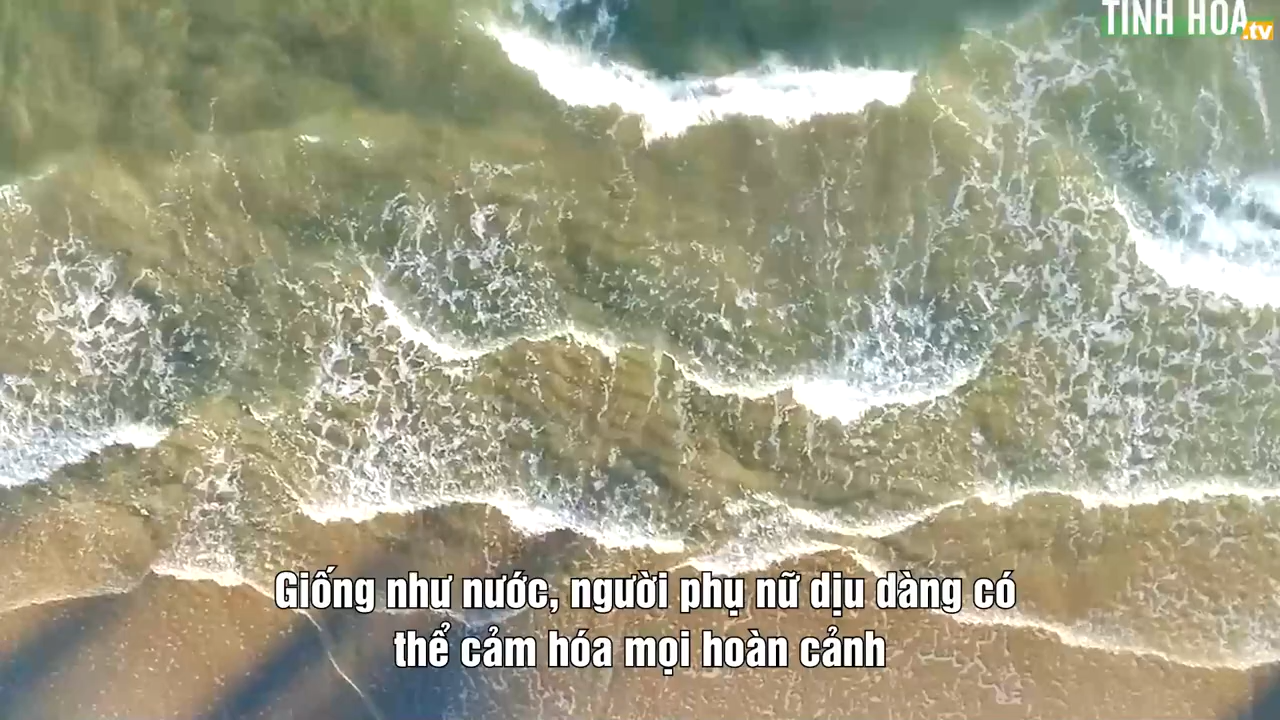 TINH HOA
.tv
Giống như nước, người phụ nữ dịu dàng có
thể cảm hóa mọi hoàn cảnh